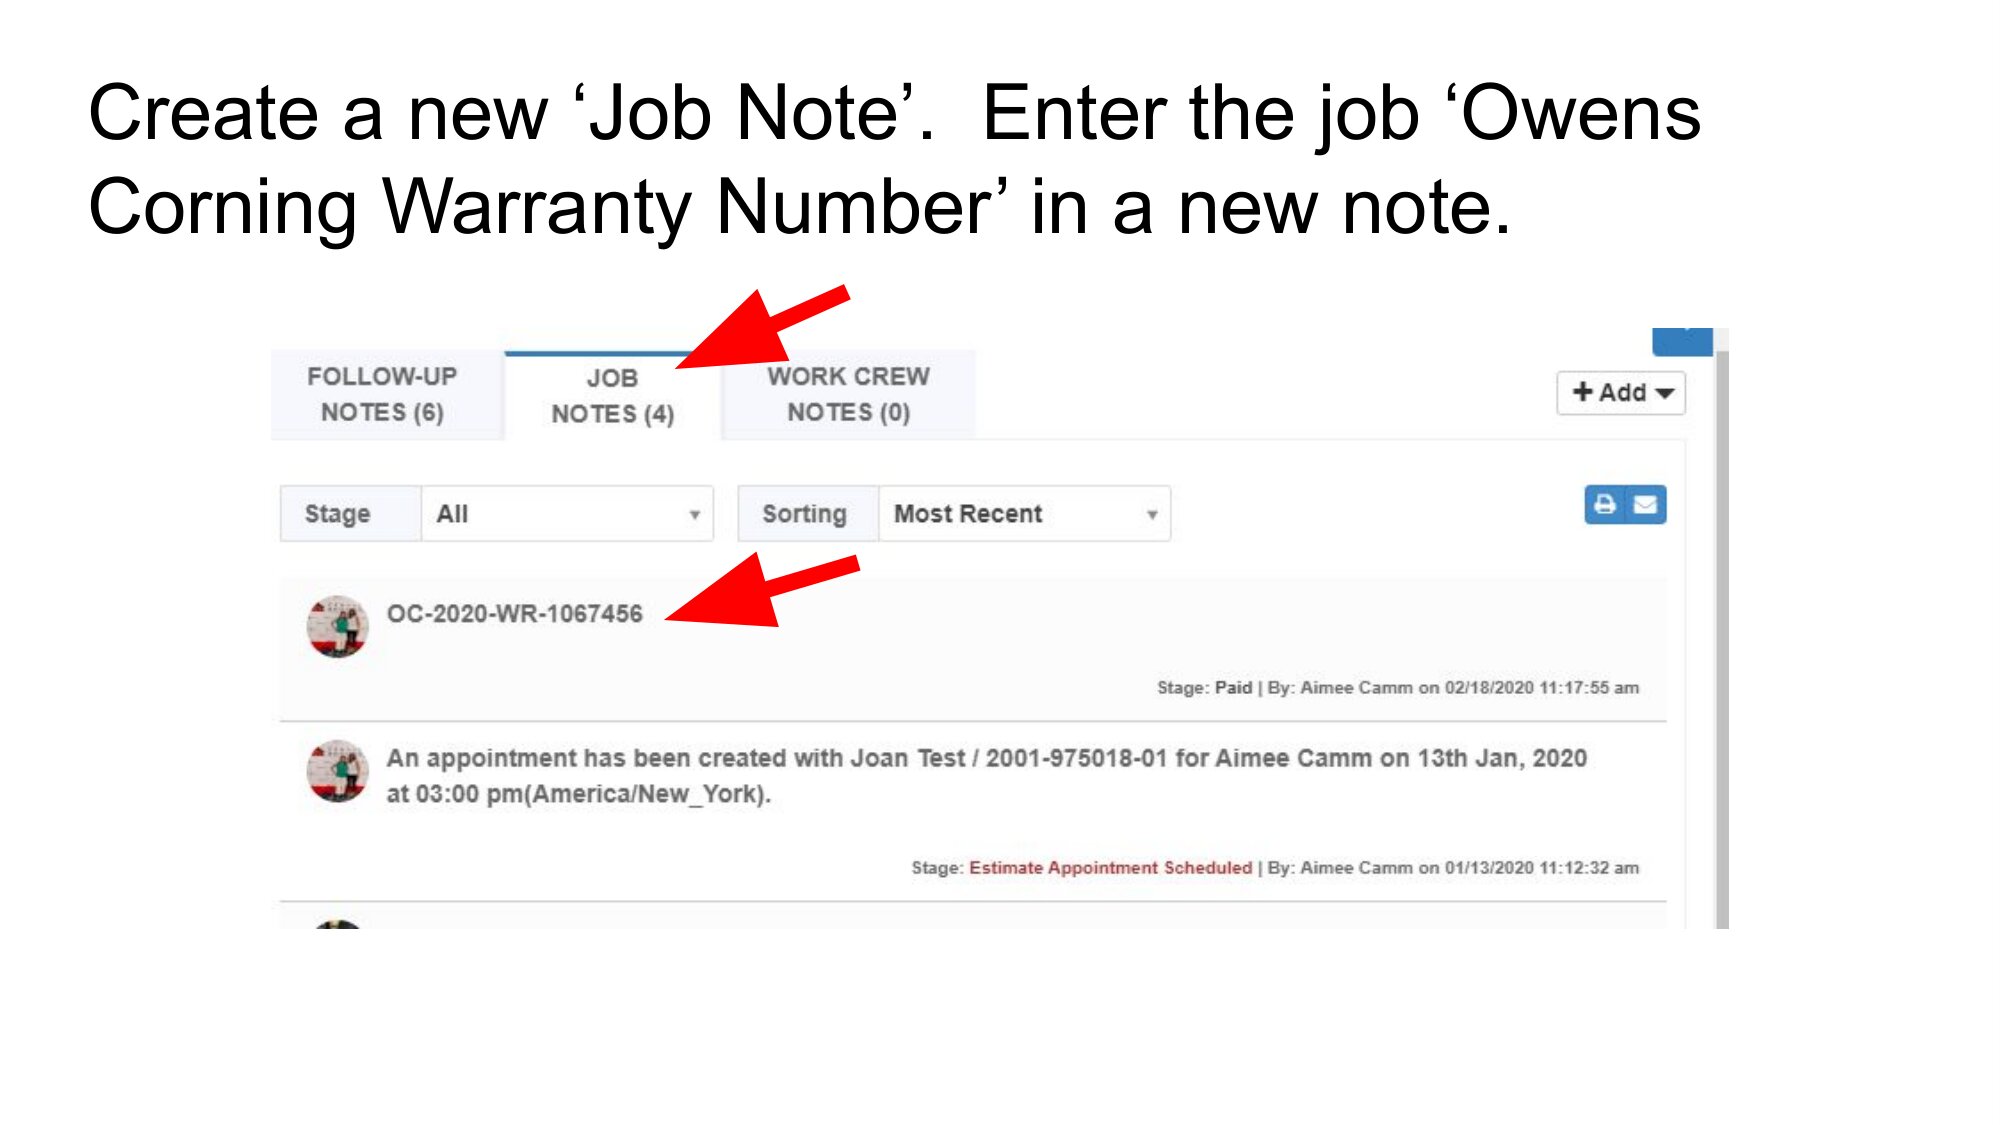 Create a new ‘Job Note’.  Enter the job ‘Owens
Corning Warranty Number’ in a new note.
FOLLOW-UP
NOTES (6)
JOB
NOTES (4)
WORK CREW
NOTES (0)
Add
Stage
All
Sorting
Most Recent
OC-2020-WR-1067456
Stage: Paid | By: Aimee Camm on 02/18/2020 11:17:55 am
An appointment has been created with Joan Test / 2001-975018-01 for Aimee Camm on 13th Jan, 2020
at 03:00 pm(America/New_York).
Stage: Estimate Appointment Scheduled | By: Aimee Camm on 01/13/2020 11:12:32 am